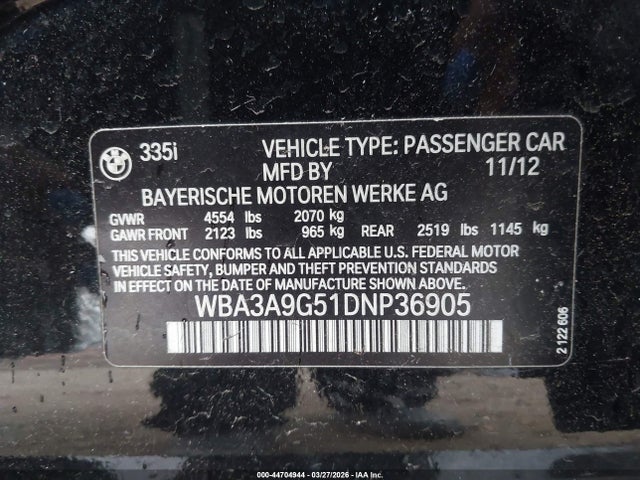 BMW
335i
VEHICLE TYPE: PASSENGER CAR
MFD BY 11/12
BAYERISCHE MOTOREN WERKE AG
GVWR 4554 lbs 2070 kg
GAWR FRONT 2123 lbs 965 kg REAR 2519 lbs 1145 kg
THIS VEHICLE CONFORMS TO ALL APPLICABLE U.S. FEDERAL MOTOR
VEHICLE SAFETY, BUMPER AND THEFT PREVENTION STANDARDS IN EFFECT
ON THE DATE OF MANUFACTURE SHOWN ABOVE.
WBA3A9G51DNP36905
2 122 606
000-44704944 | 03/27/2026 | IAA Inc.